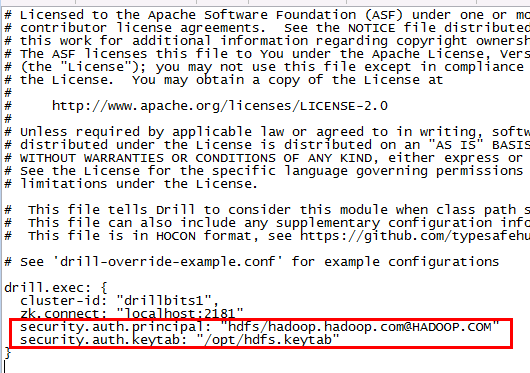 # Licensed to the Apache Software Foundation (ASF) under one or mo
# contributor license agreements.  See the NOTICE file distributed
# this work for additional information regarding copyright ownersh
# The ASF licenses this file to You under the Apache License, Vers
# (the "License"); you may not use this file except in compliance
# the License.  You may obtain a copy of the License at
#
#     http://www.apache.org/licenses/LICENSE-2.0
#
# Unless required by applicable law or agreed to in writing, softw
# distributed under the License is distributed on an "AS IS" BASIS
# WITHOUT WARRANTIES OR CONDITIONS OF ANY KIND, either express or
# See the License for the specific language governing permissions
# limitations under the License.
#
#  This file tells Drill to consider this module when class path s
#  This file can also include any supplementary configuration info
#  This file is in HOCON format, see https://github.com/typesafehu
# See 'drill-override-example.conf' for example configurations
drill.exec: {
  cluster-id: "drillbits1",
  zk.connect: "localhost:2181"
  security.auth.principal: "hdfs/hadoop.hadoop.com@HADOOP.COM"
  security.auth.keytab: "/opt/hdfs.keytab"
}